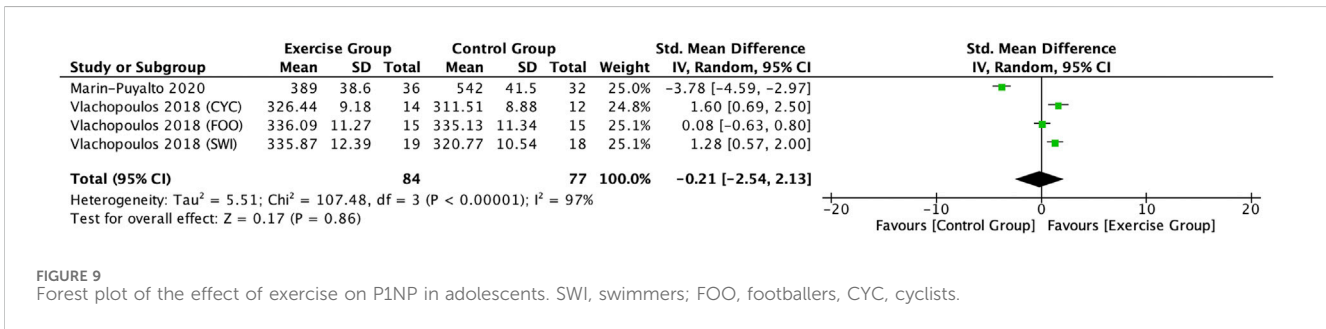 Exercise Group Control Group Std. Mean Difference Std. Mean Difference
Study or Subgroup Mean SD Total Mean SD Total Weight IV, Random, 95% CI IV, Random, 95% CI
Marin-Puyalto 2020 389 38.6 36 542 41.5 32 25.0% −3.78 [−4.59, −2.97]
Vlachopoulos 2018 (CYC) 326.44 9.18 14 311.51 8.88 12 24.8% 1.60 [0.69, 2.50]
Vlachopoulos 2018 (FOO) 336.09 11.27 15 335.13 11.34 15 25.1% 0.08 [−0.63, 0.80]
Vlachopoulos 2018 (SWI) 335.87 12.39 19 320.77 10.54 18 25.1% 1.28 [0.57, 2.00]
Total (95% CI) 84 77 100.0% −0.21 [−2.54, 2.13]
Heterogeneity: Tau² = 5.51; Chi² = 107.48, df = 3 (P < 0.00001); I² = 97%
Test for overall effect: Z = 0.17 (P = 0.86)
−20 −10 0 10 20
Favours [Control Group] Favours [Exercise Group]
FIGURE 9
Forest plot of the effect of exercise on P1NP in adolescents. SWI, swimmers; FOO, footballers, CYC, cyclists.